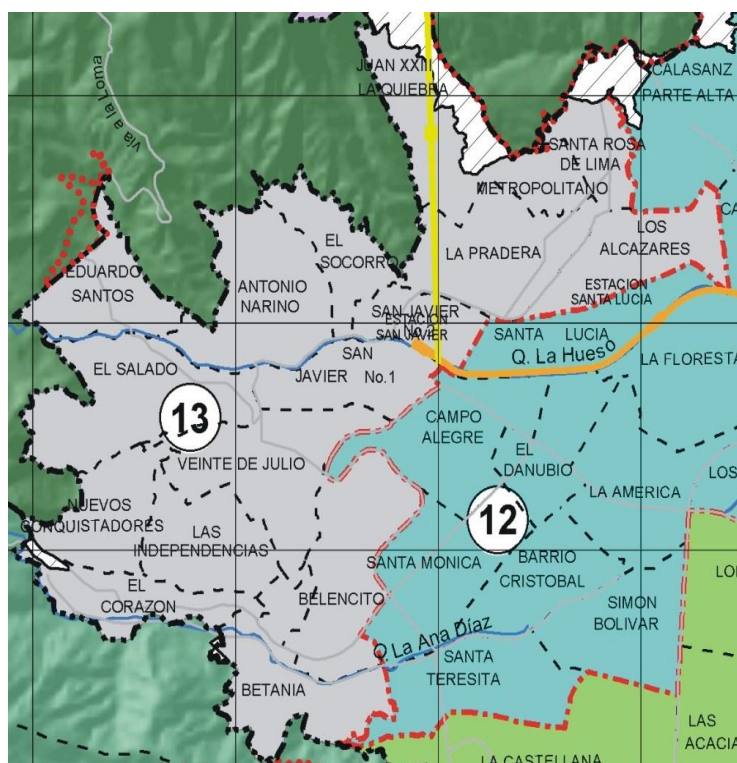 JUAN XXIII
LA QUIEBRA
CALASANZ
PARTE ALTA
via a la Loma
SANTA ROSA
DE LIMA
METROPOLITANO
EL
SOCORRO
LA PRADERA
LOS
ALCAZARES
EDUARDO
SANTOS
ANTONIO
NARINO
ESTACION
SANTA LUCIA
SAN JAVIER
No.2
ESTACION
SAN JAVIER
SANTA LUCIA
Q. La Hueso
LA FLORESTA
EL SALADO
SAN
JAVIER No.1
13
CAMPO
ALEGRE
EL
DANUBIO
VEINTE DE JULIO
LA AMERICA
LOS
NUEVOS
CONQUISTADORES
LAS
INDEPENDENCIAS
12
SANTA MONICA
BARRIO
CRISTOBAL
EL
CORAZON
BELENCITO
SIMON
BOLIVAR
Q La Ana Díaz
SANTA
TERESITA
BETANIA
LAS
ACACIA
LA CASTELLANA